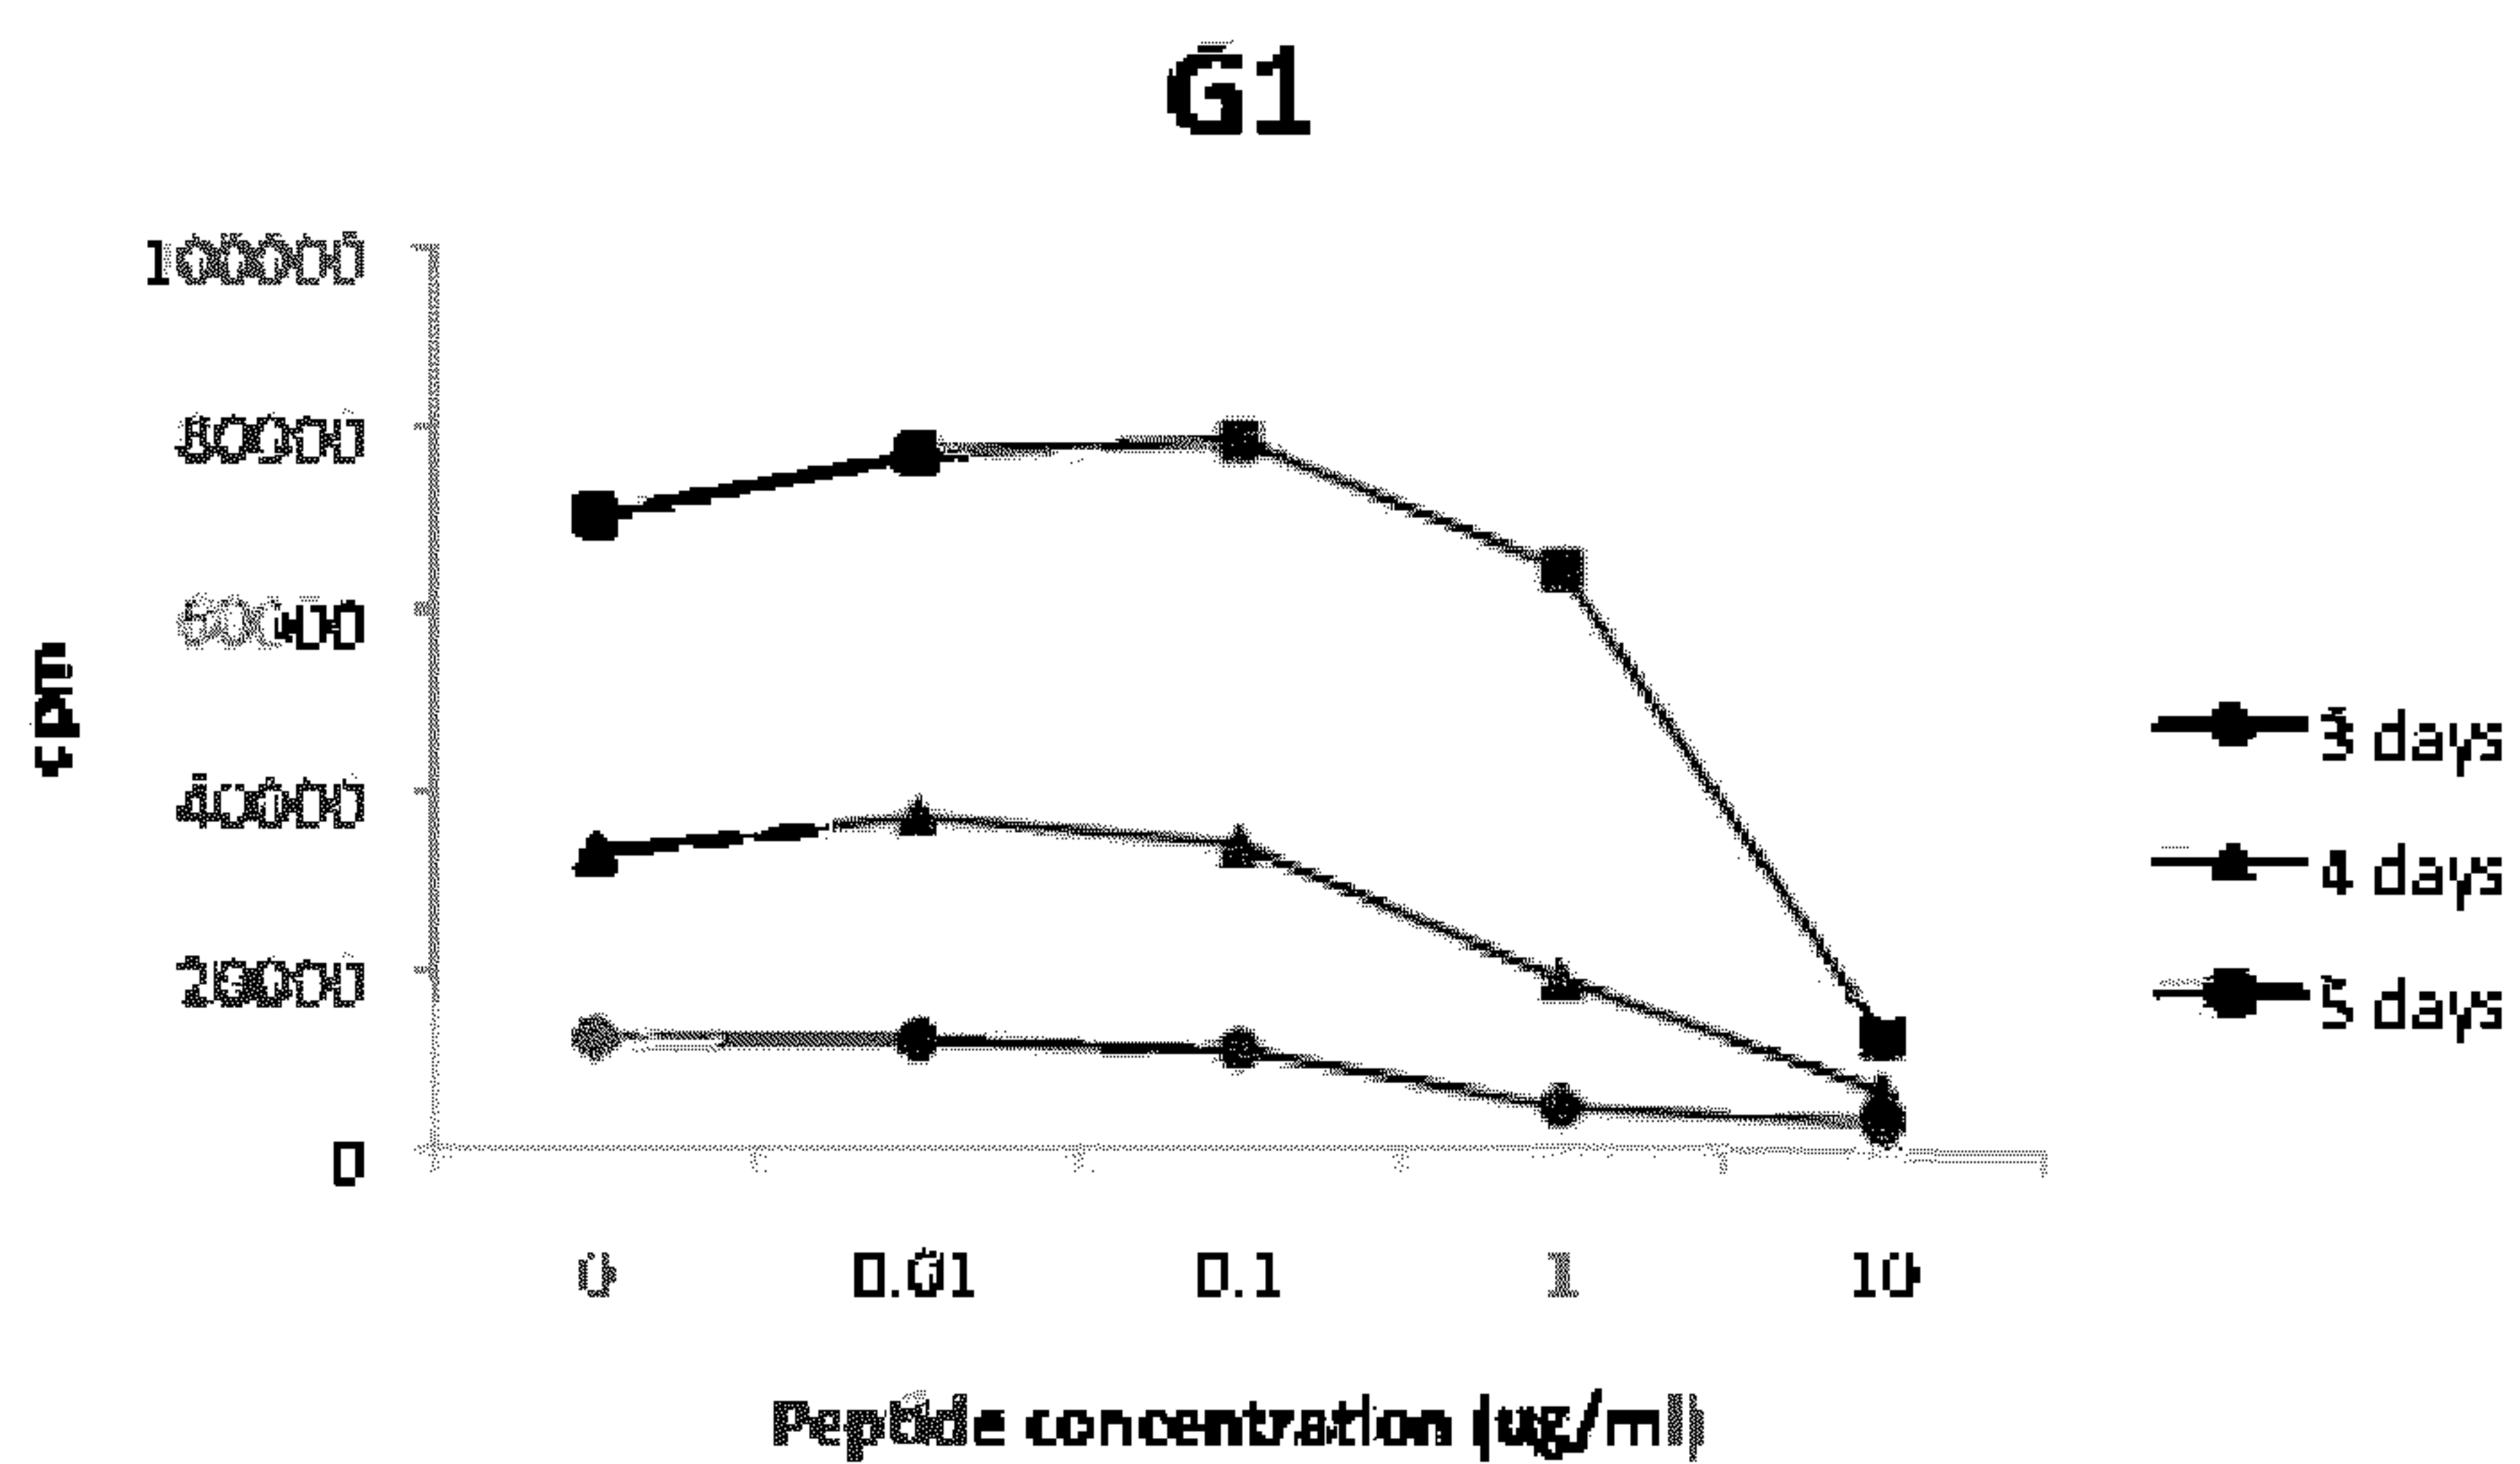 G1
100000
80000
60000
40000
20000
0
cpm
0 0.01 0.1 1 10
Peptide concentration (ug/ml)
3 days
4 days
5 days